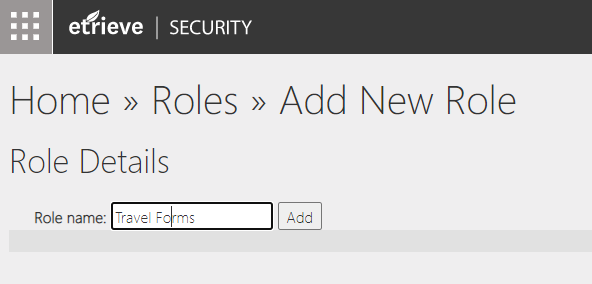 etrieve | SECURITY
Home » Roles » Add New Role
Role Details
Role name: Travel Forms Add